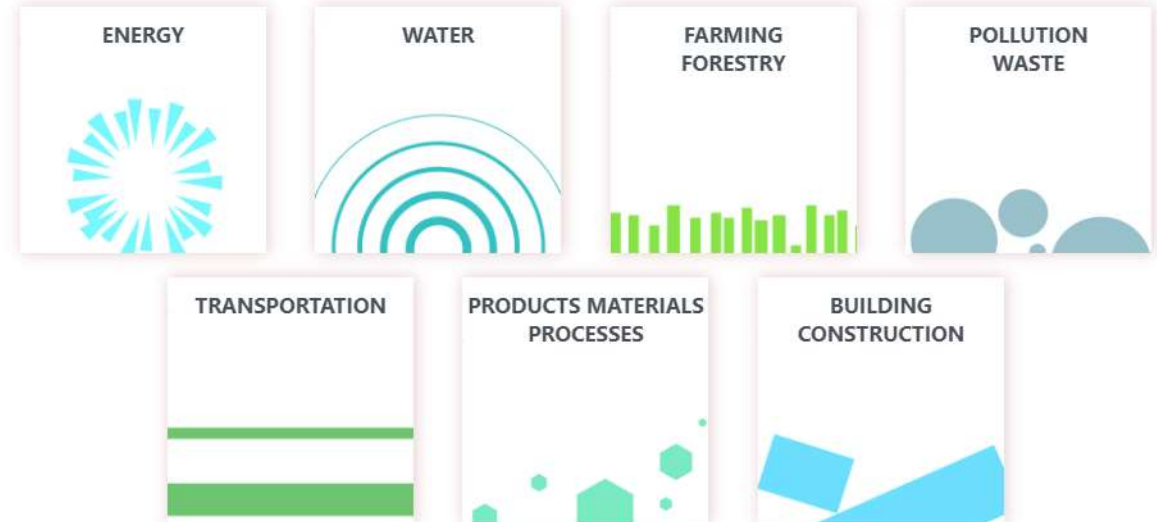 ENERGY
WATER
FARMING
FORESTRY
POLLUTION
WASTE
TRANSPORTATION
PRODUCTS MATERIALS
PROCESSES
BUILDING
CONSTRUCTION